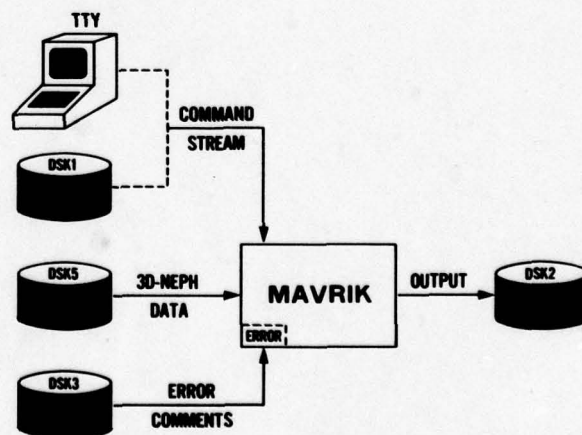 TTY
COMMAND
STREAM
DSK1
DSK5
3D-NEPH
DATA
MAVRIK
ERROR
OUTPUT
DSK2
DSK3
ERROR
COMMENTS